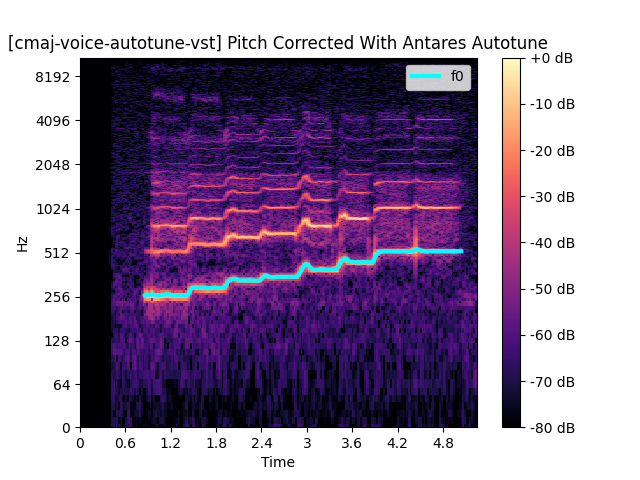 [cmaj-voice-autotune-vst] Pitch Corrected With Antares Autotune
f0
8192
4096
2048
1024
512
256
128
64
0
Hz
0 0.6 1.2 1.8 2.4 3 3.6 4.2 4.8
Time
+0 dB
-10 dB
-20 dB
-30 dB
-40 dB
-50 dB
-60 dB
-70 dB
-80 dB